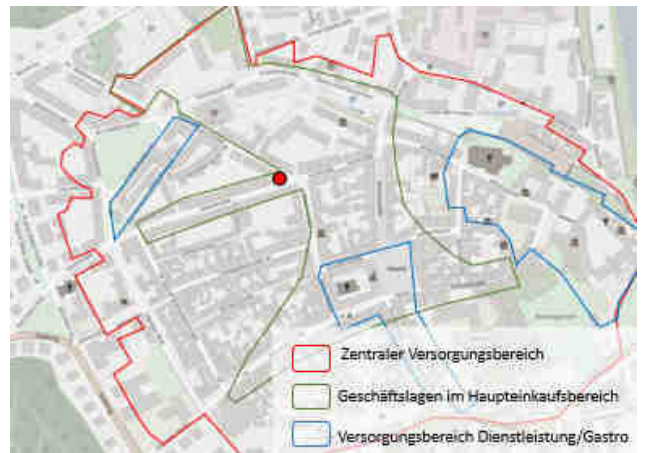 Zentraler Versorgungsbereich
Geschäftslagen im Haupteinkaufsbereich
Versorgungsbereich Dienstleistung/Gastro